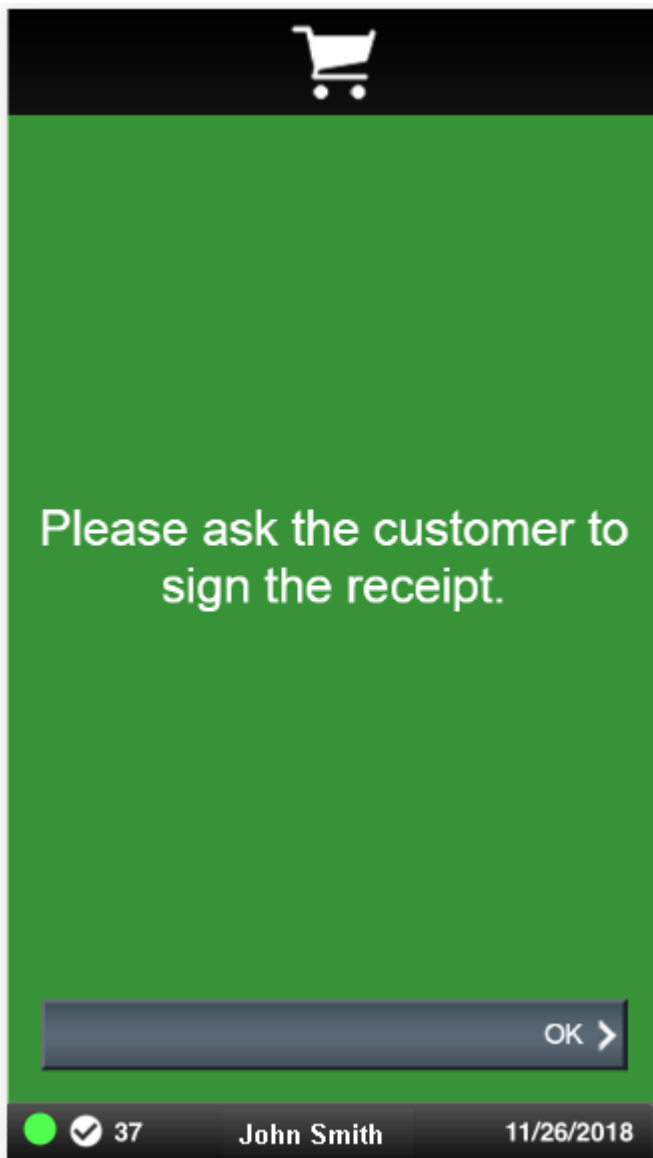 Please ask the customer to
sign the receipt.
OK
37 John Smith 11/26/2018